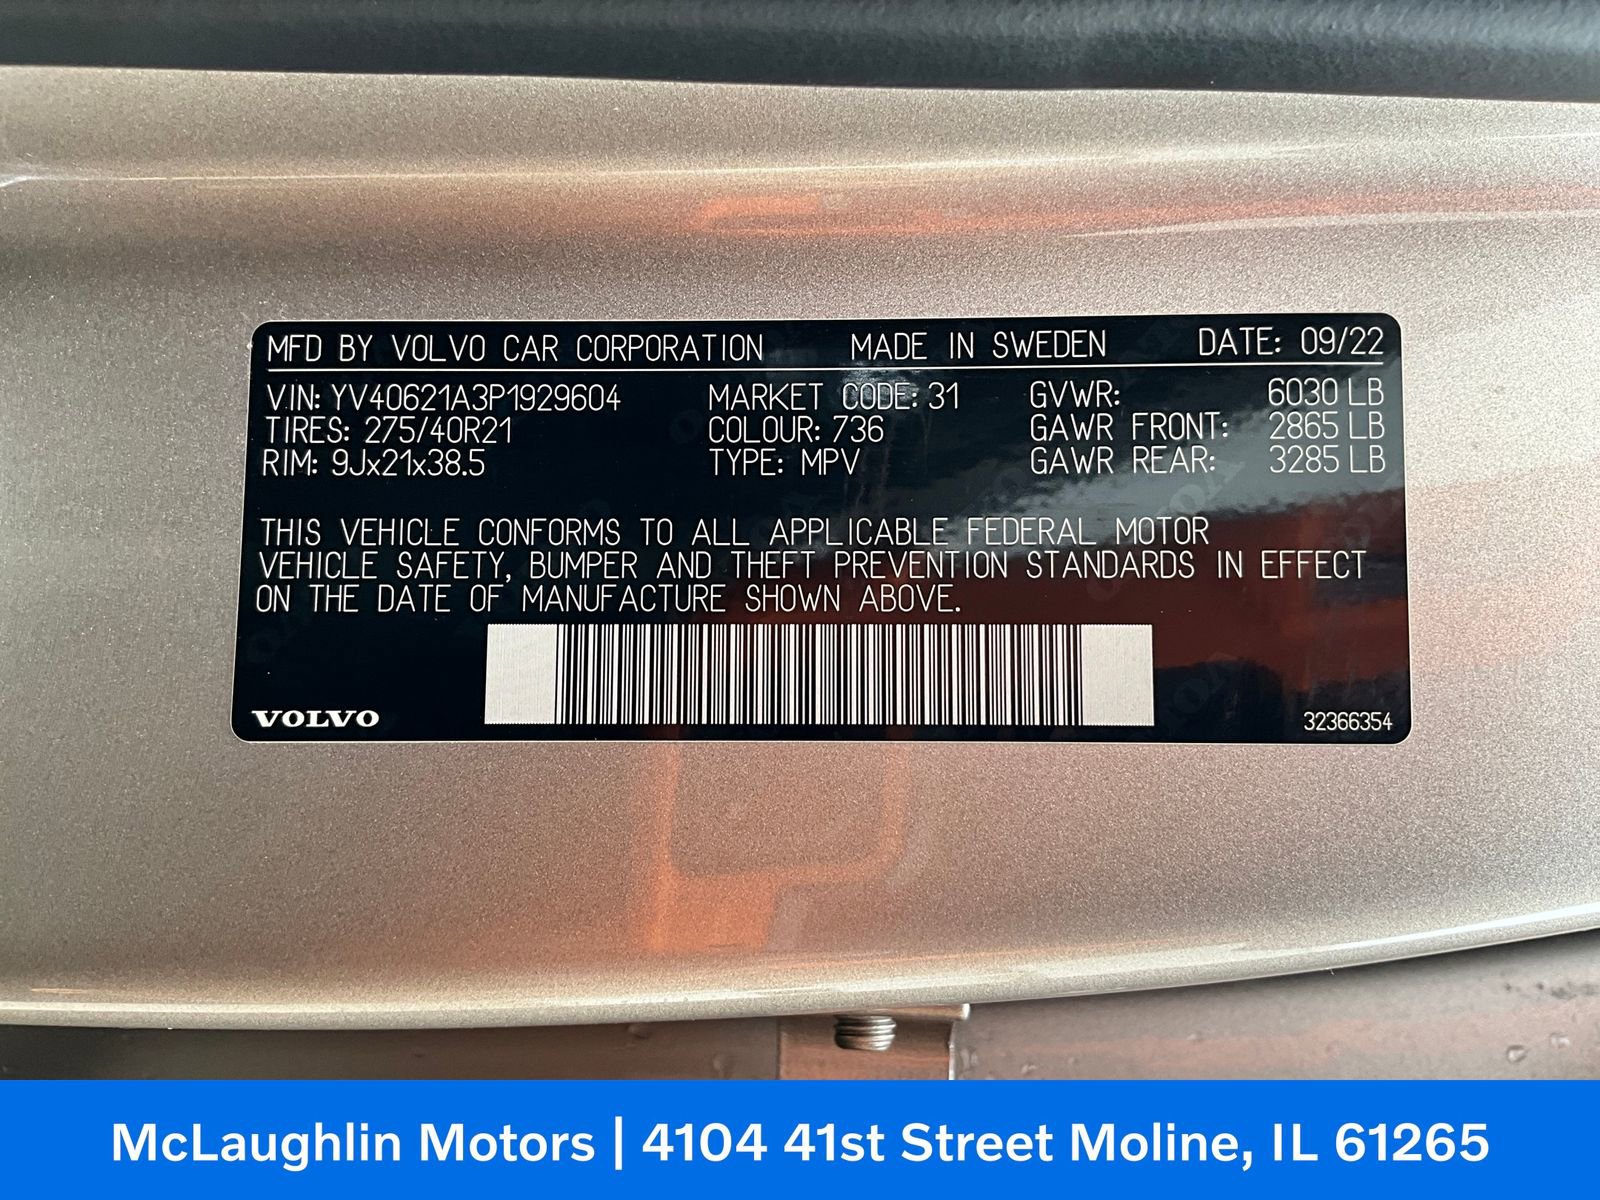 MFD BY VOLVO CAR CORPORATION MADE IN SWEDEN DATE: 09/22
VIN: YV40621A3P1929604 MARKET CODE: 31 GVWR: 6030 LB
TIRES: 275/40R21 COLOUR: 736 GAWR FRONT: 2865 LB
RIM: 9Jx21x38.5 TYPE: MPV GAWR REAR: 3285 LB
THIS VEHICLE CONFORMS TO ALL APPLICABLE FEDERAL MOTOR
VEHICLE SAFETY, BUMPER AND THEFT PREVENTION STANDARDS IN EFFECT
ON THE DATE OF MANUFACTURE SHOWN ABOVE.
VOLVO 32366354
McLaughlin Motors | 4104 41st Street Moline, IL 61265